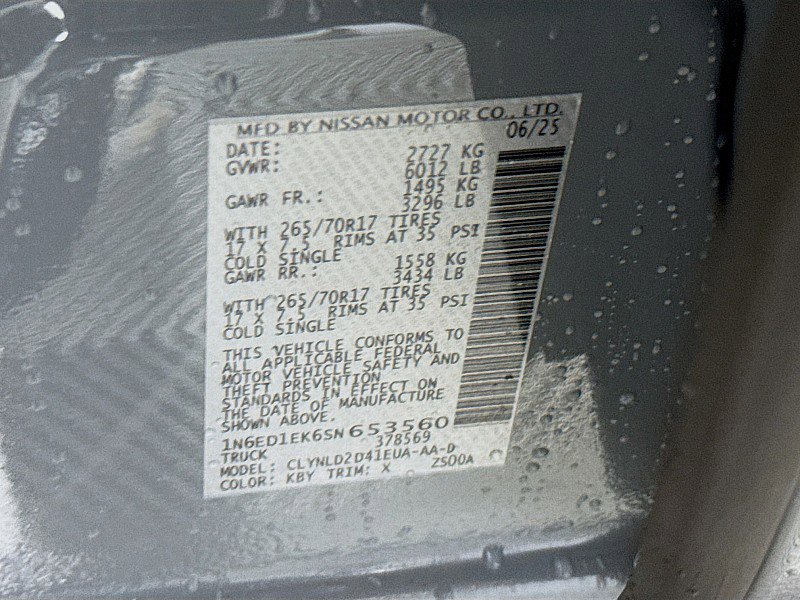 MFD BY NISSAN MOTOR CO., LTD.
DATE: 06/25
GVWR: 2727 KG
6012 LB
GAWR FR.: 1495 KG
3296 LB
WITH 265/70R17 TIRES
17 X 7.5 RIMS AT 35 PSI
COLD SINGLE
GAWR RR.: 1558 KG
3434 LB
WITH 265/70R17 TIRES
17 X 7.5 RIMS AT 35 PSI
COLD SINGLE
THIS VEHICLE CONFORMS TO
ALL APPLICABLE FEDERAL
MOTOR VEHICLE SAFETY AND
THEFT PREVENTION
STANDARDS IN EFFECT ON
THE DATE OF MANUFACTURE
SHOWN ABOVE.
1N6ED1EK6SN653560
TRUCK 378569
MODEL: CLYNLD2D41EUA-AA-D
COLOR: KBY TRIM: X ZS00A